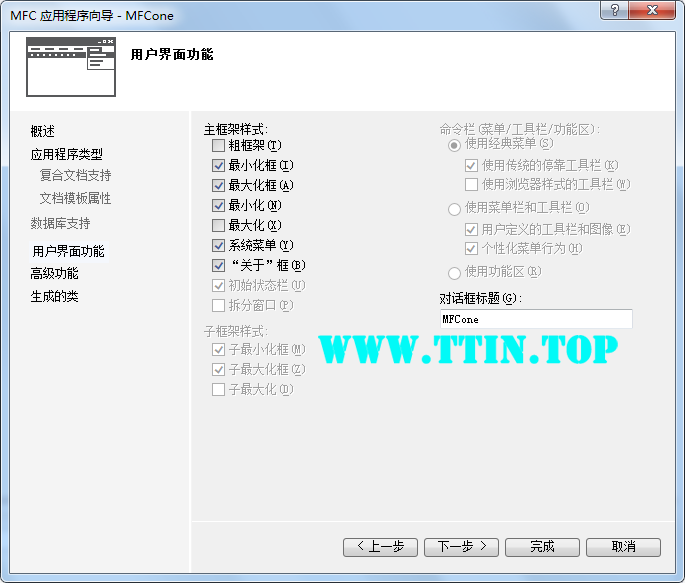 MFC 应用程序向导 - MFCone
用户界面功能
概述
应用程序类型
复合文档支持
文档模板属性
数据库支持
用户界面功能
高级功能
生成的类
主框架样式:
粗框架(T)
最小化框(I)
最大化框(A)
最小化(N)
最大化(X)
系统菜单(Y)
“关于”框(B)
初始状态栏(U)
拆分窗口(P)
子框架样式:
子最小化框(M)
子最大化框(Z)
子最大化(D)
命令栏(菜单/工具栏/功能区):
使用经典菜单(S)
使用传统的停靠工具栏(K)
使用浏览器样式的工具栏(W)
使用菜单栏和工具栏(O)
用户定义的工具栏和图像(E)
个性化菜单行为(H)
使用功能区(R)
对话框标题(G):
MFCone
WWW.TTIN.TOP
< 上一步
下一步 >
完成
取消